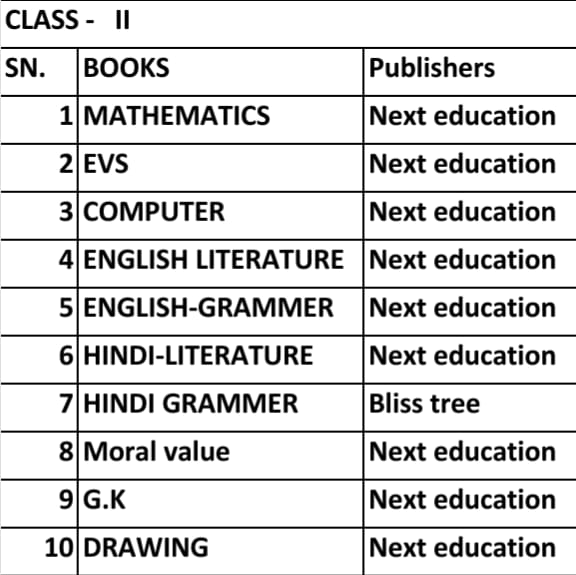 CLASS - II
SN. BOOKS Publishers
1 MATHEMATICS Next education
2 EVS Next education
3 COMPUTER Next education
4 ENGLISH LITERATURE Next education
5 ENGLISH-GRAMMER Next education
6 HINDI-LITERATURE Next education
7 HINDI GRAMMER Bliss tree
8 Moral value Next education
9 G.K Next education
10 DRAWING Next education